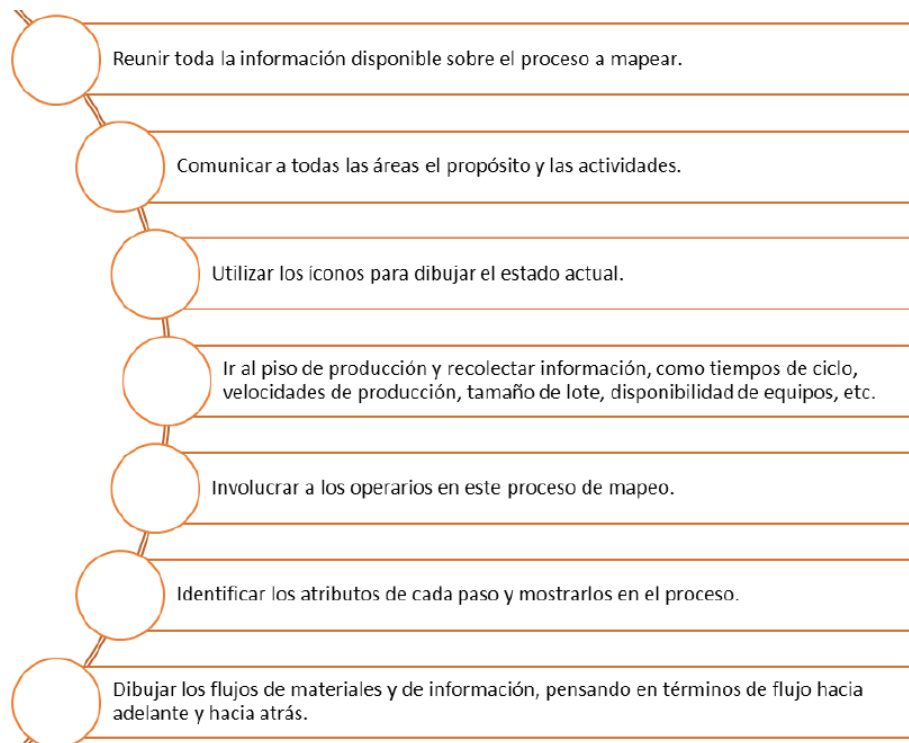 Reunir toda la información disponible sobre el proceso a mapear.
Comunicar a todas las áreas el propósito y las actividades.
Utilizar los íconos para dibujar el estado actual.
Ir al piso de producción y recolectar información, como tiempos de ciclo,
velocidades de producción, tamaño de lote, disponibilidad de equipos, etc.
Involucrar a los operarios en este proceso de mapeo.
Identificar los atributos de cada paso y mostrarlos en el proceso.
Dibujar los flujos de materiales y de información, pensando en términos de flujo hacia
adelante y hacia atrás.